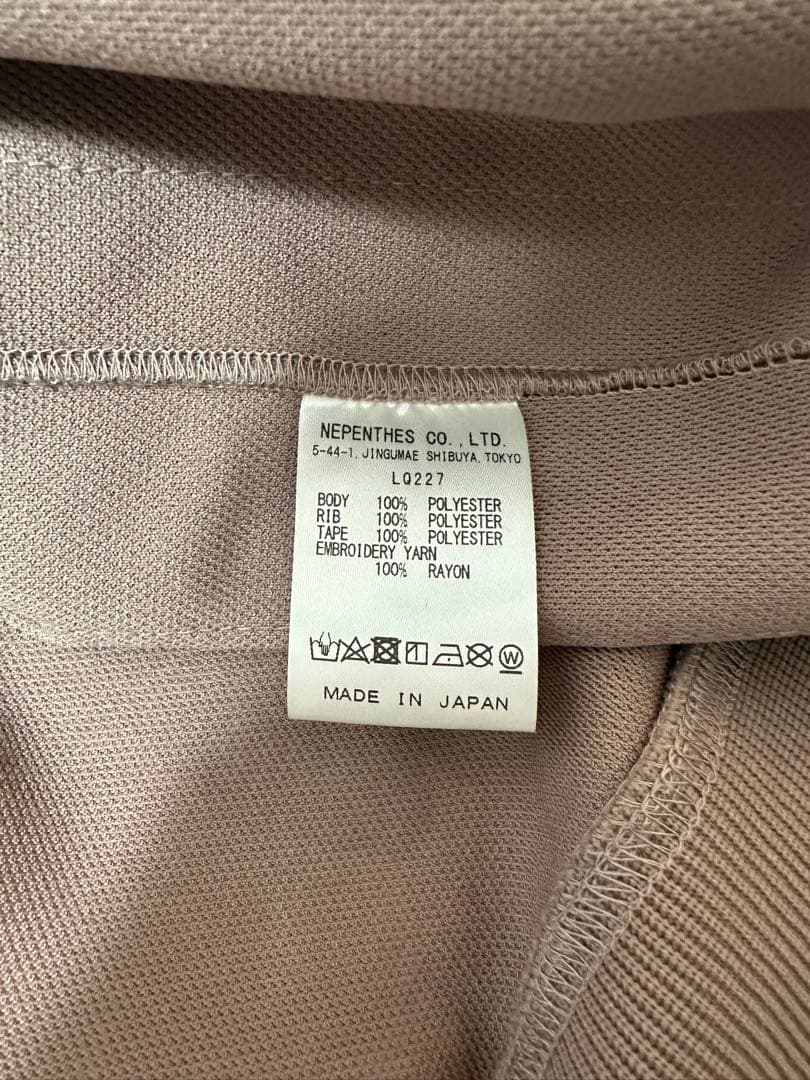 NEPENTHES CO.,LTD.
5-44-1, JINGUMAE SHIBUYA, TOKYO
LQ227
BODY 100% POLYESTER
RIB 100% POLYESTER
TAPE 100% POLYESTER
EMBROIDERY YARN
100% RAYON
W
MADE IN JAPAN